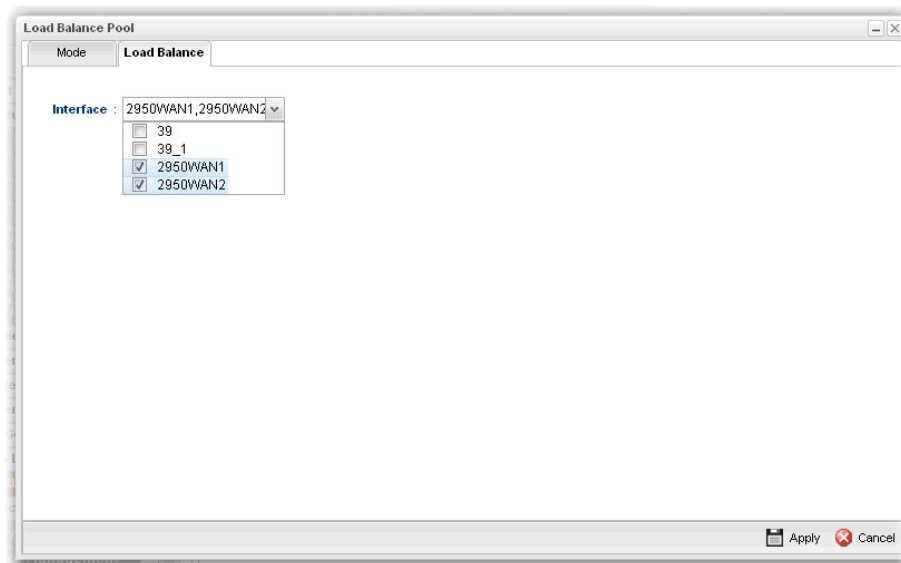 Load Balance Pool
Mode Load Balance
Interface : 2950WAN1,2950WAN2
39
39_1
2950WAN1
2950WAN2
Apply Cancel